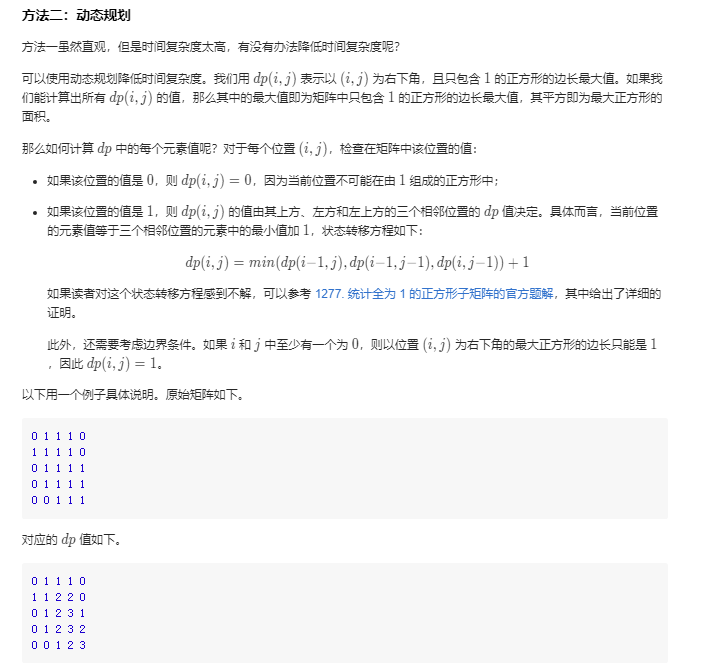 方法二：动态规划
方法一虽然直观，但是时间复杂度太高，有没有办法降低时间复杂度呢？
可以使用动态规划降低时间复杂度。我们用 dp(i, j) 表示以 (i, j) 为右下角，且只包含 1 的正方形的边长最大值。如果我
们能计算出所有 dp(i, j) 的值，那么其中的最大值即为矩阵中只包含 1 的正方形的边长最大值，其平方即为最大正方形的
面积。
那么如何计算 dp 中的每个元素值呢？对于每个位置 (i, j)，检查在矩阵中该位置的值：
• 如果该位置的值是 0，则 dp(i, j) = 0，因为当前位置不可能在由 1 组成的正方形中；
• 如果该位置的值是 1，则 dp(i, j) 的值由其上方、左方和左上方的三个相邻位置的 dp 值决定。具体而言，当前位置
的元素值等于三个相邻位置的元素中的最小值加 1，状态转移方程如下：
dp(i, j) = min(dp(i−1, j), dp(i−1, j−1), dp(i, j−1)) + 1
如果读者对这个状态转移方程感到不解，可以参考 1277. 统计全为 1 的正方形子矩阵的官方题解，其中给出了详细的
证明。
此外，还需要考虑边界条件。如果 i 和 j 中至少有一个为 0，则以位置 (i, j) 为右下角的最大正方形的边长只能是 1
，因此 dp(i, j) = 1。
以下用一个例子具体说明。原始矩阵如下。
0 1 1 1 0
1 1 1 1 0
0 1 1 1 1
0 1 1 1 1
0 0 1 1 1
对应的 dp 值如下。
0 1 1 1 0
1 1 2 2 0
0 1 2 3 1
0 1 2 3 2
0 0 1 2 3